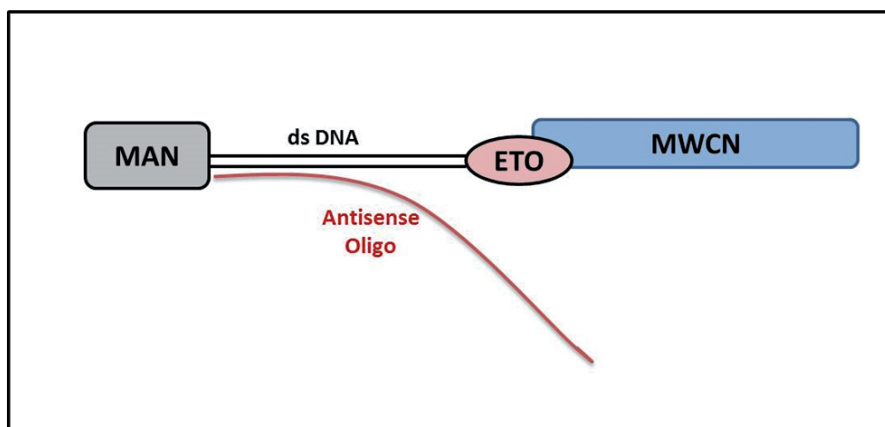 ds DNA
MAN
ETO
MWCN
Antisense
Oligo